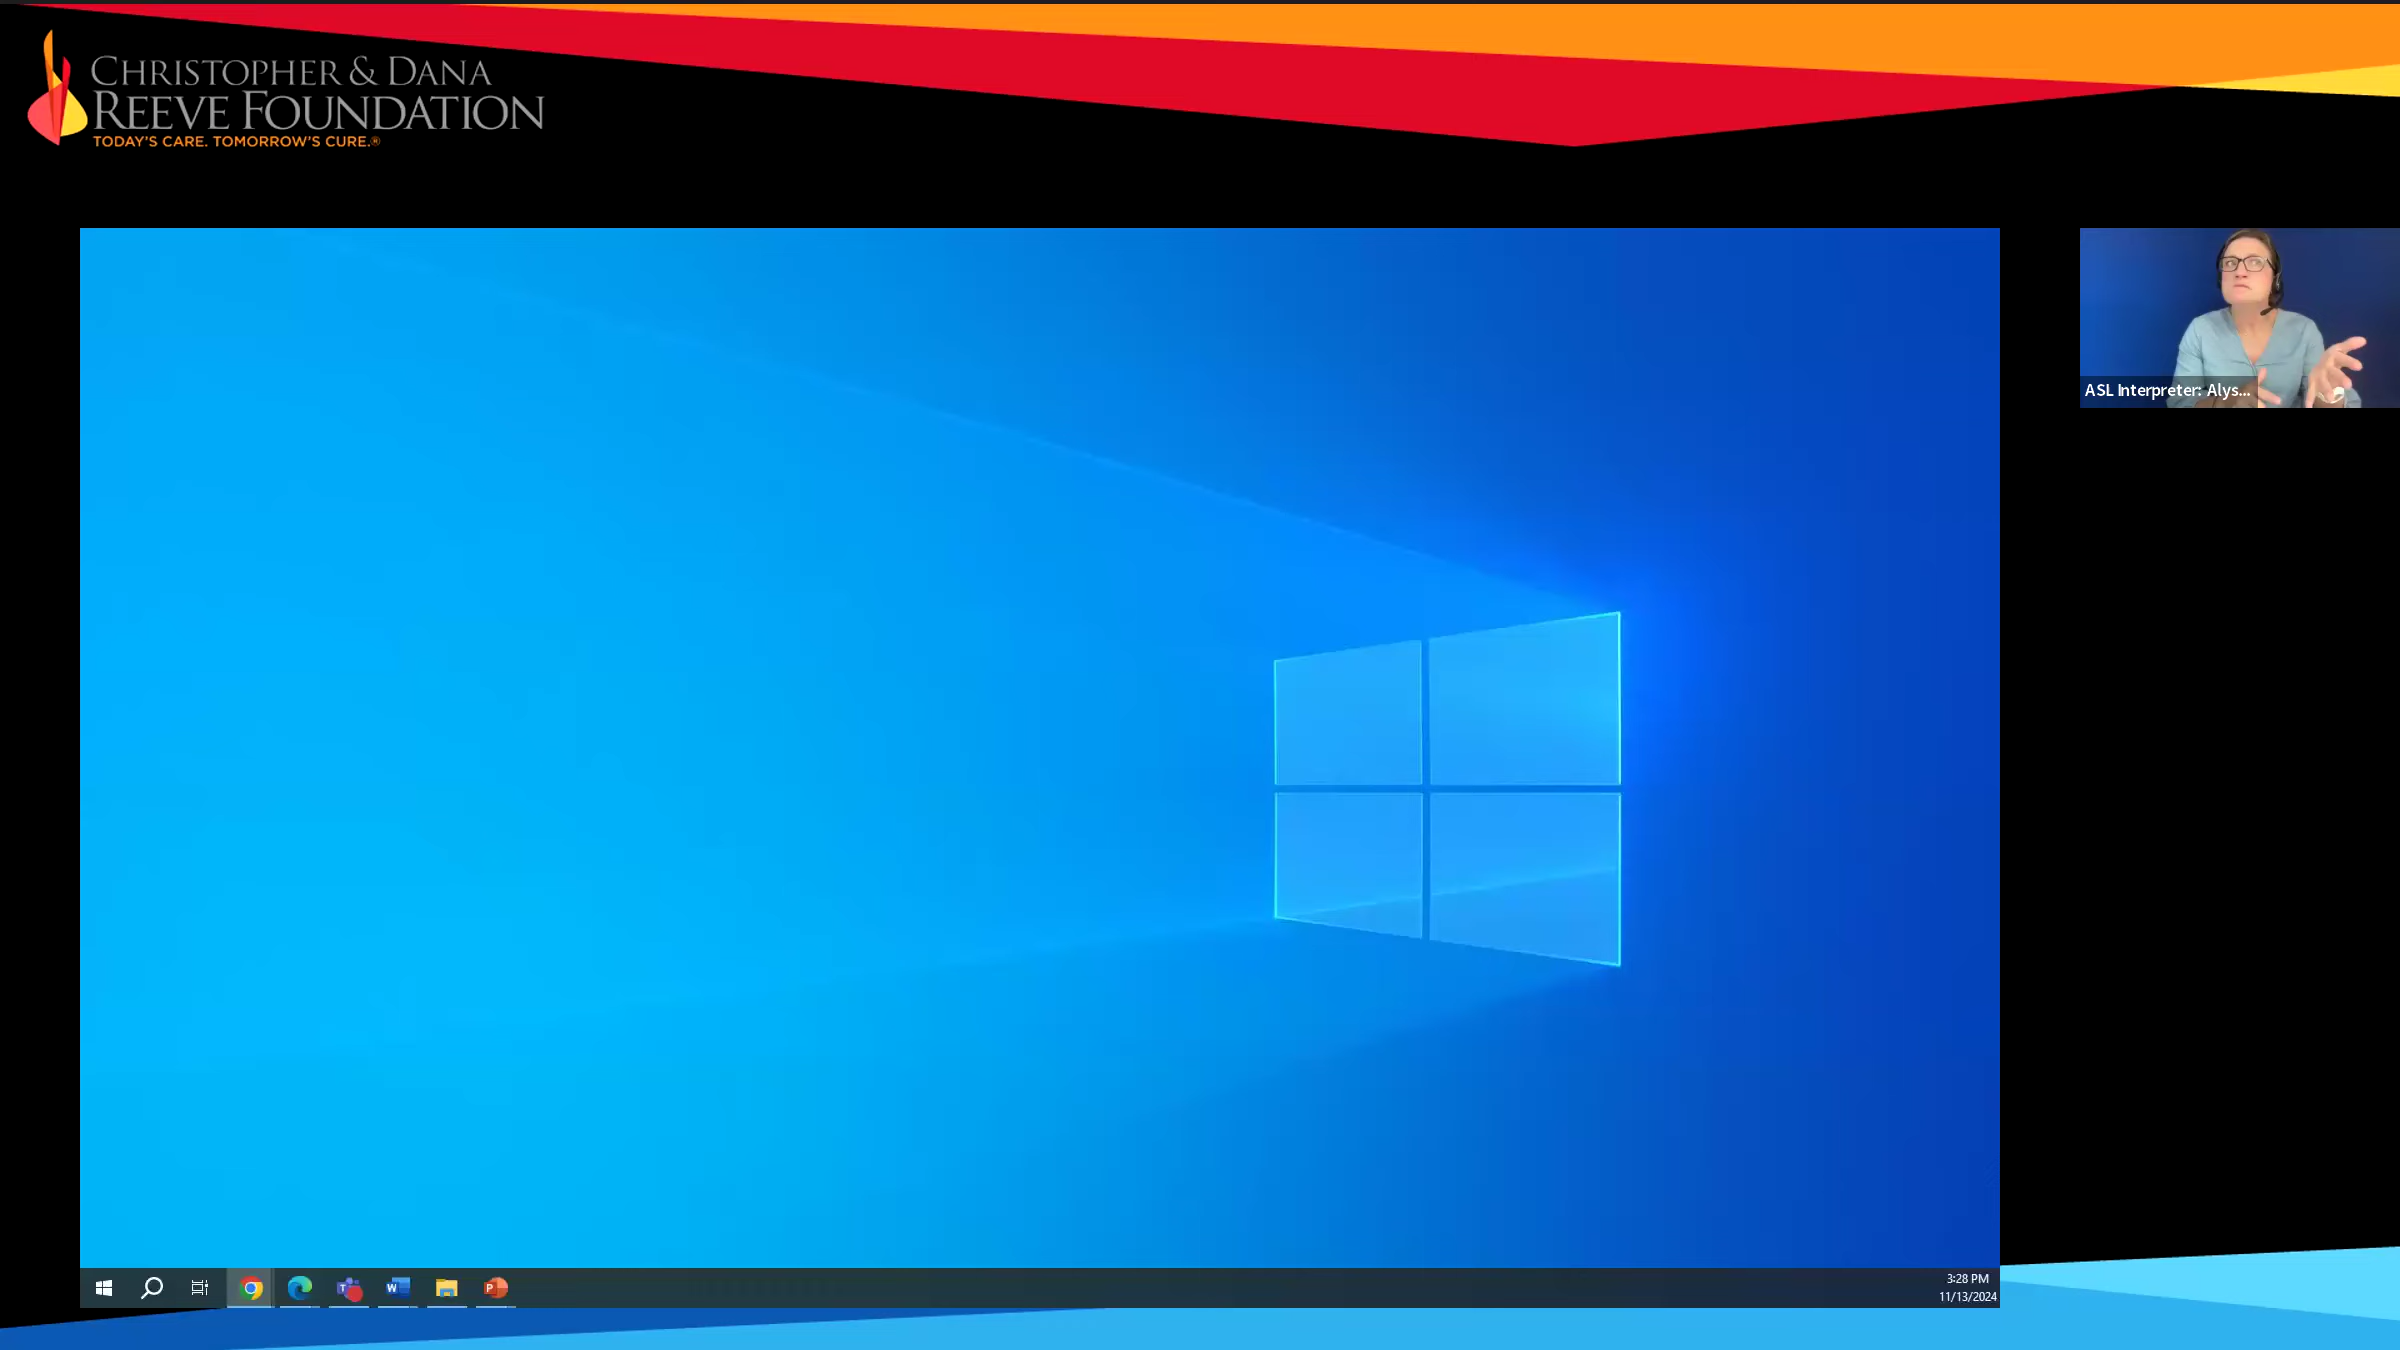 CHRISTOPHER & DANA
REEVE FOUNDATION
TODAY'S CARE. TOMORROW'S CURE.®
ASL Interpreter: Alys...
3:28 PM
11/13/2024